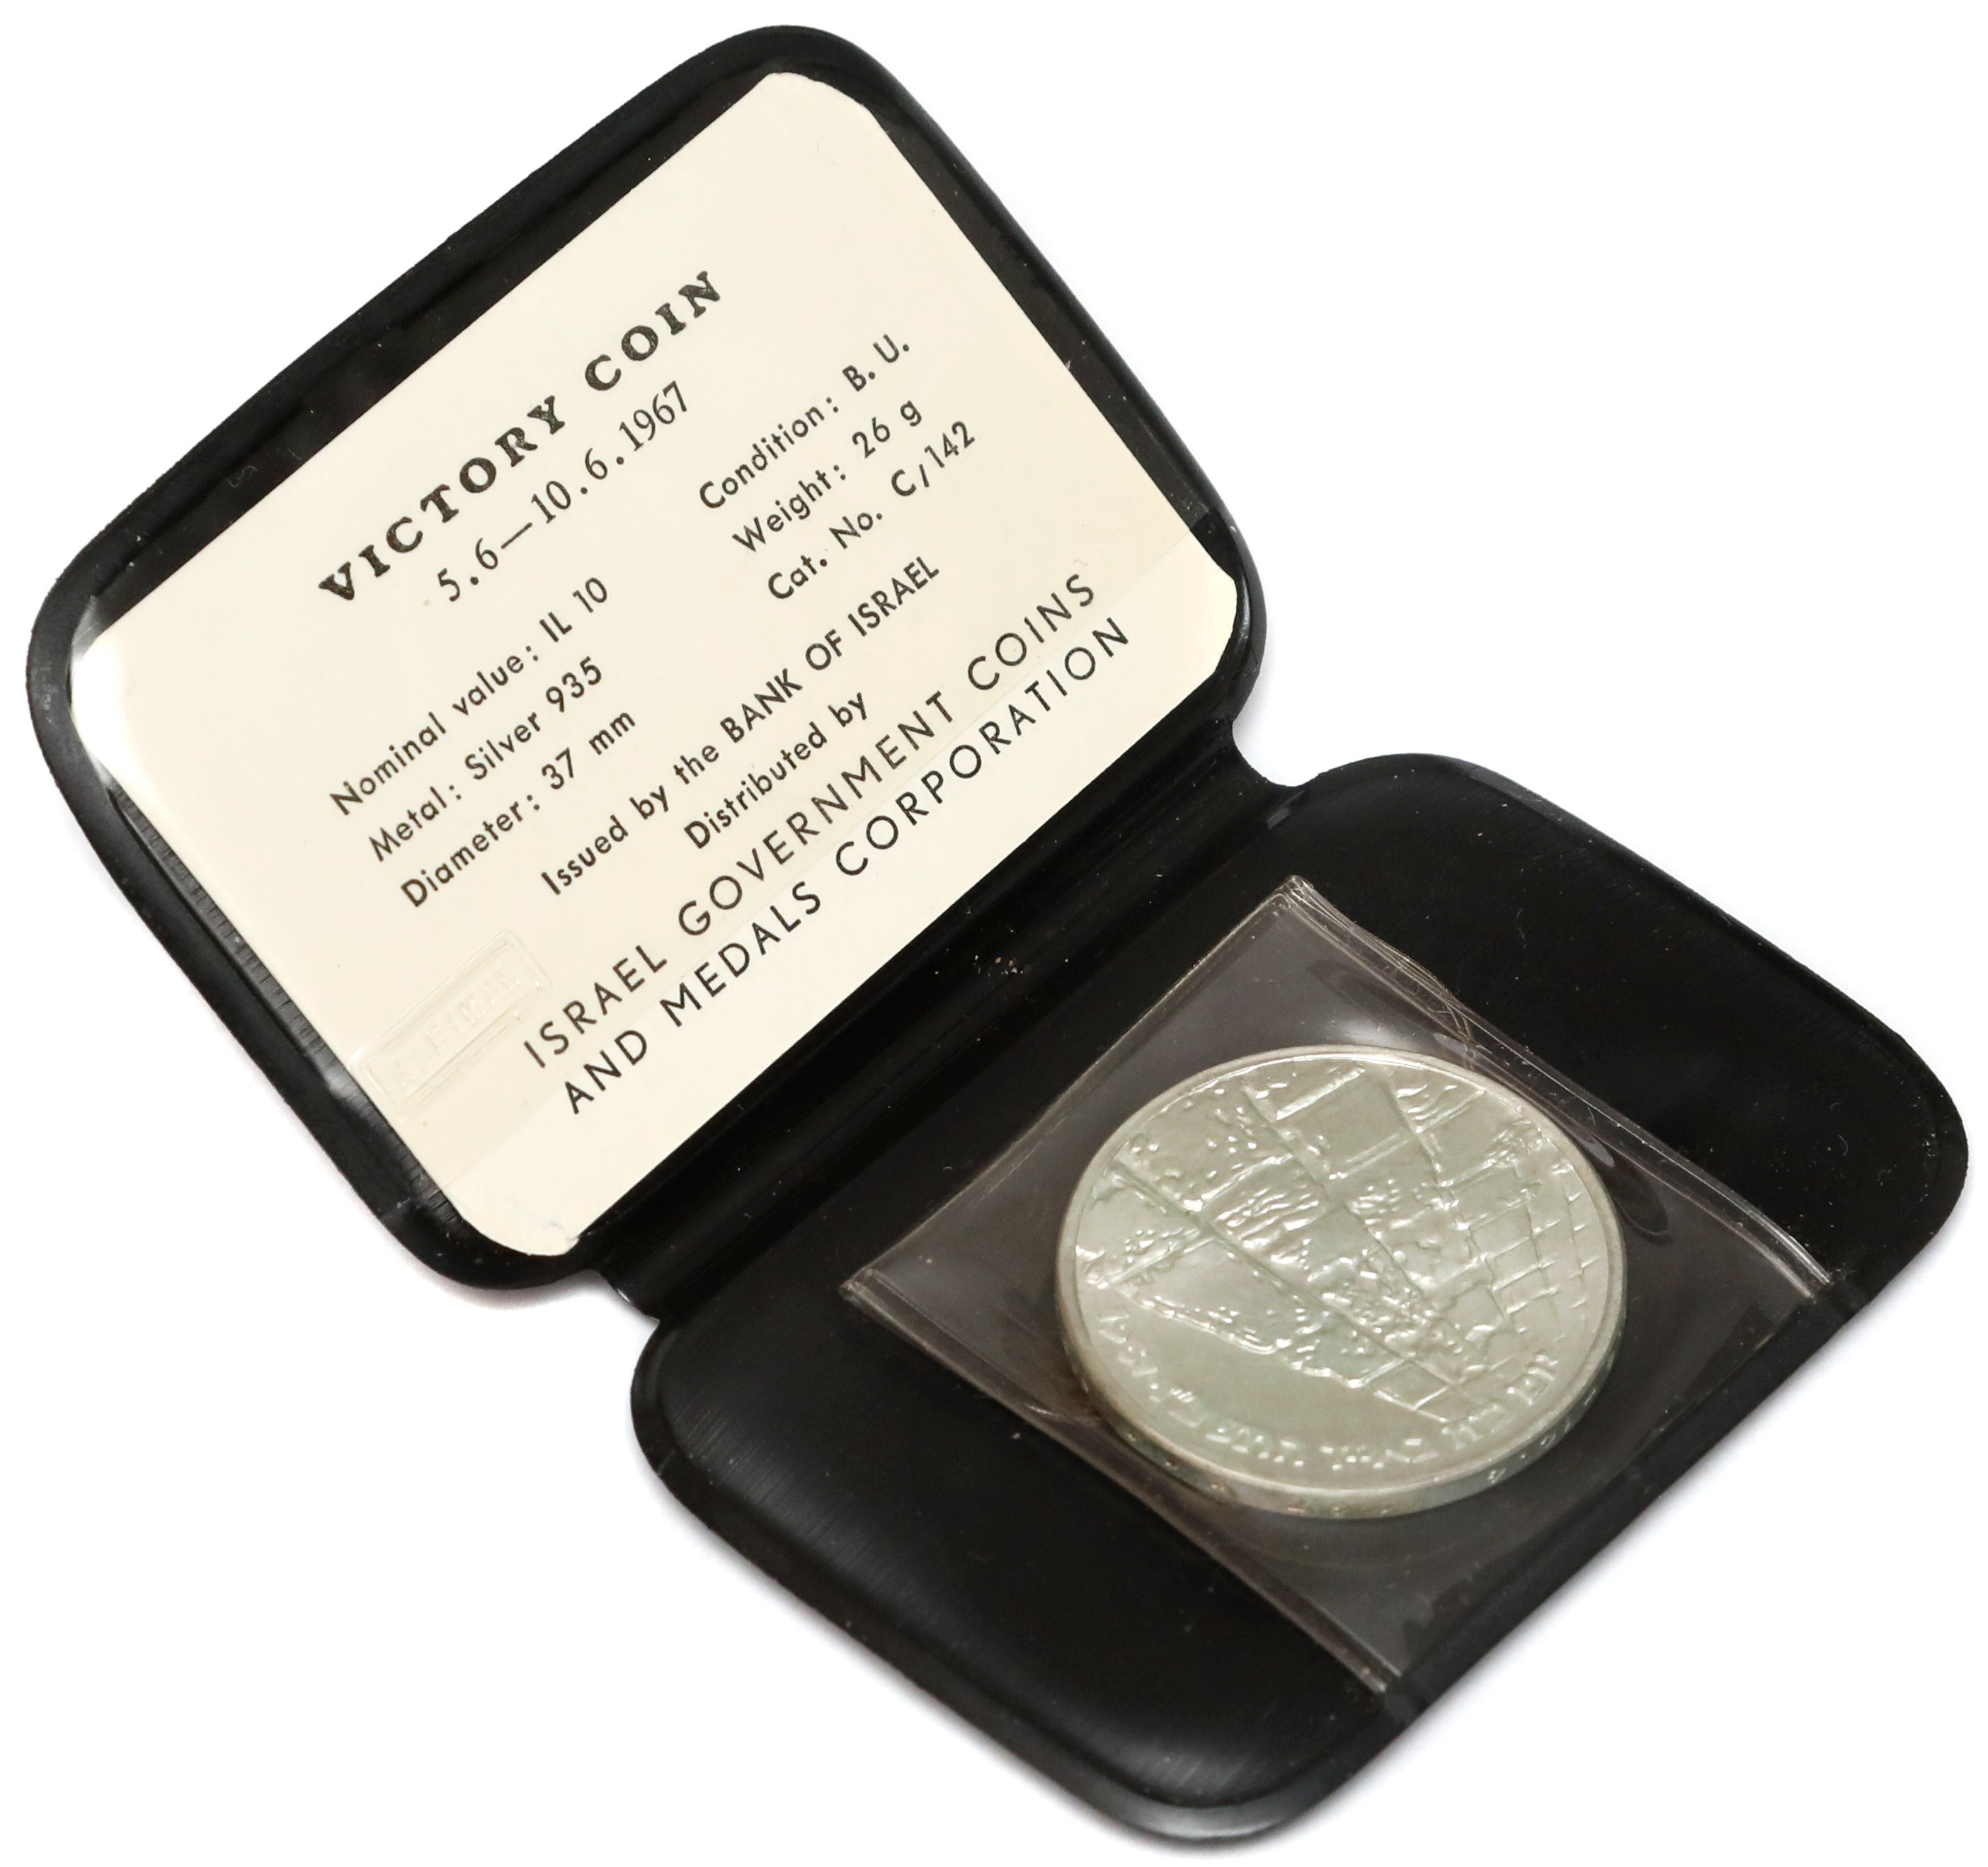 VICTORY COIN
5.6—10.6.1967
Nominal value: IL 10
Metal: Silver 935
Diameter: 37 mm
Condition: B. U.
Weight: 26 g
Cat. No. C/142
Issued by the BANK OF ISRAEL
Distributed by
ISRAEL GOVERNMENT COINS
AND MEDALS CORPORATION